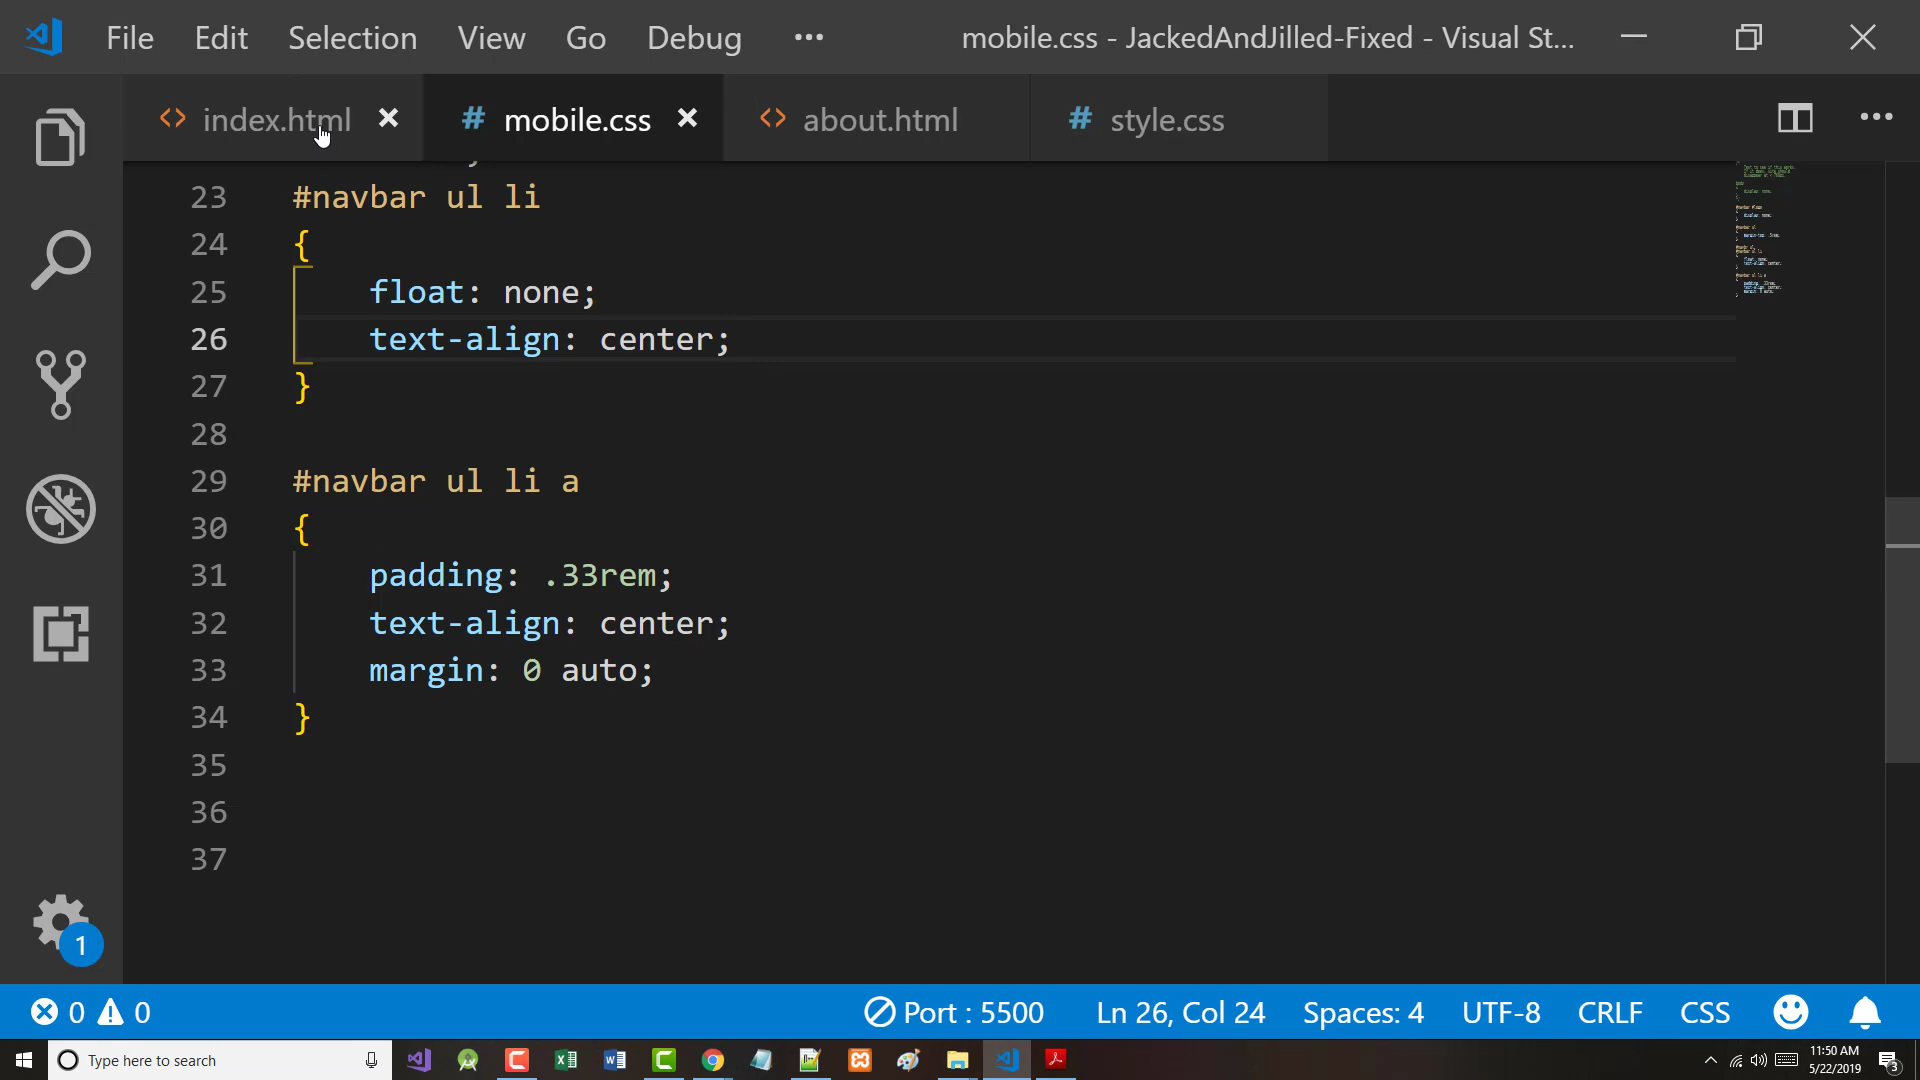 File Edit Selection View Go Debug ••• mobile.css - JackedAndJilled-Fixed - Visual St...
<> index.html # mobile.css <> about.html # style.css
23 #navbar ul li
24 {
25 float: none;
26 text-align: center;
27 }
28
29 #navbar ul li a
30 {
31 padding: .33rem;
32 text-align: center;
33 margin: 0 auto;
34 }
35
36
37
1
0 0 Port : 5500 Ln 26, Col 24 Spaces: 4 UTF-8 CRLF CSS
Type here to search
11:50 AM
5/22/2019
3